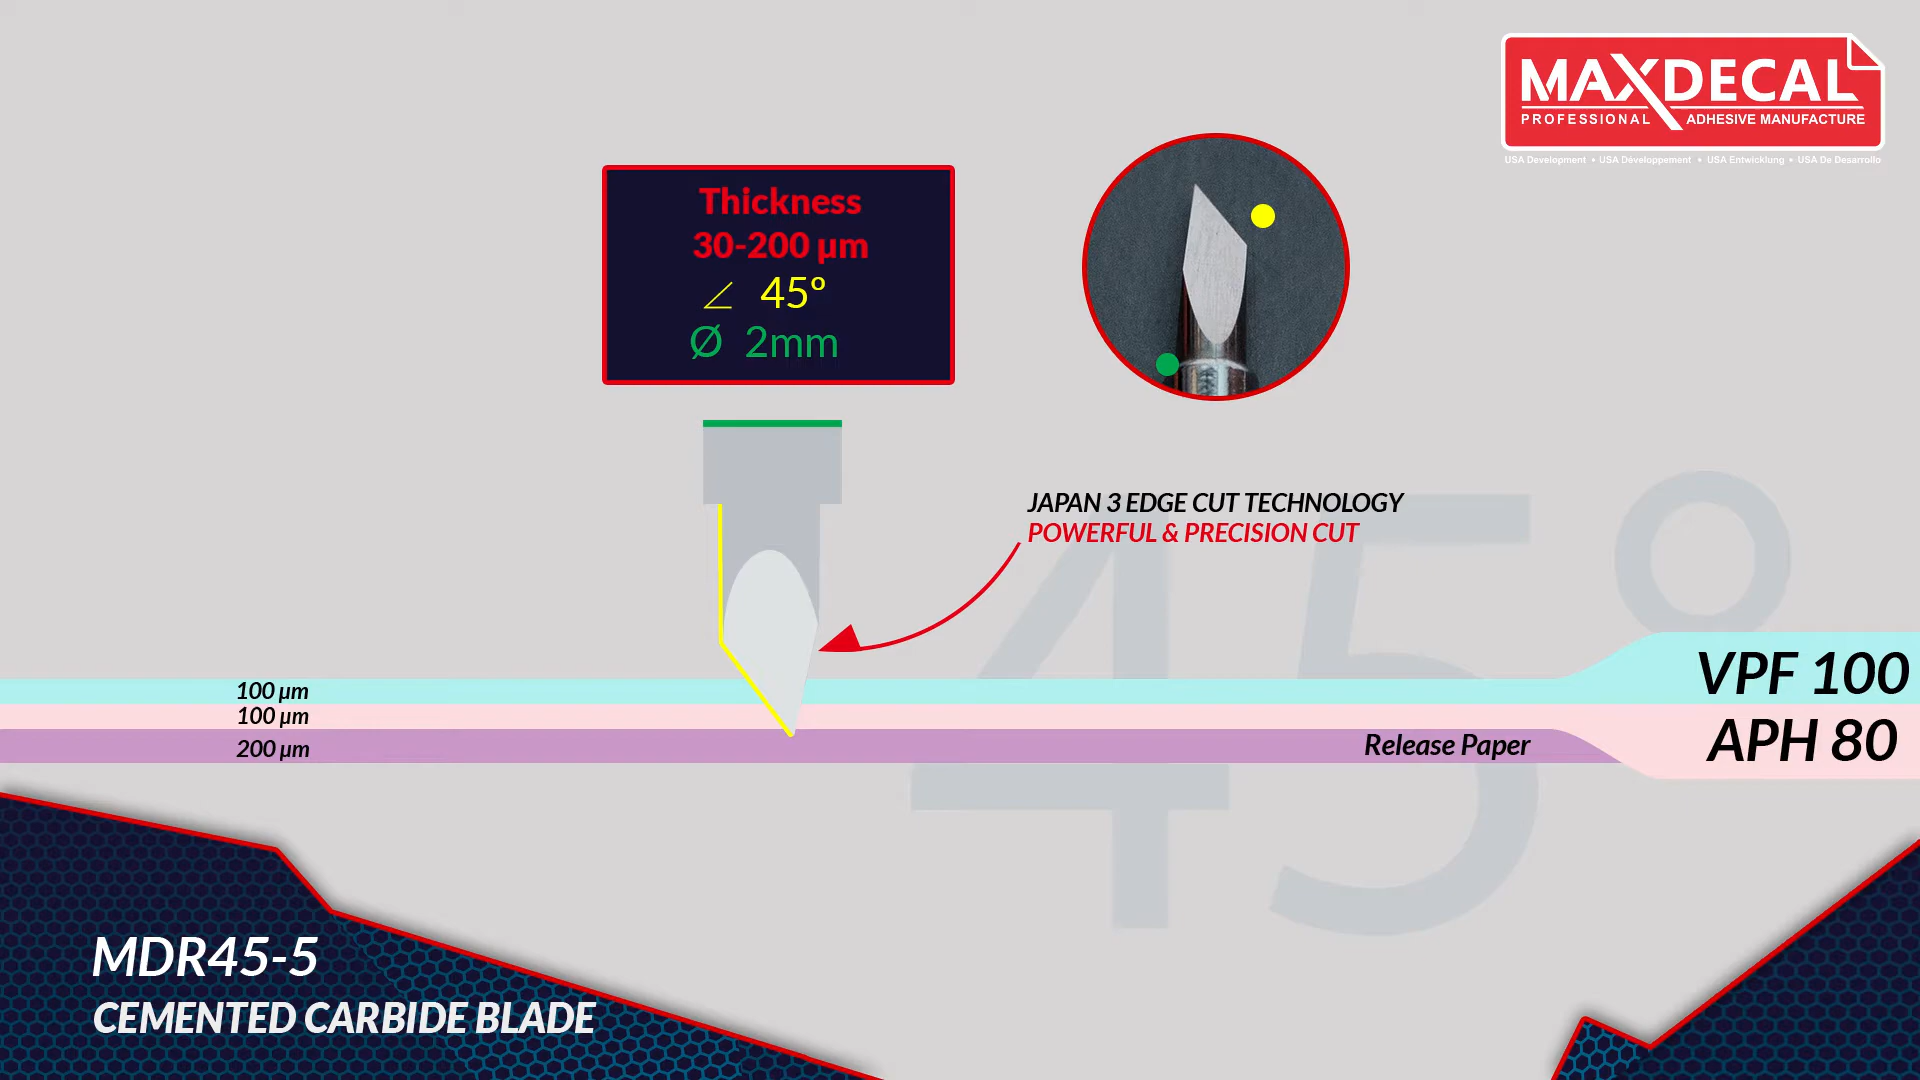 MAXDECAL
PROFESSIONAL ADHESIVE MANUFACTURE
USA Development • USA Développement • USA Entwicklung • USA De Desarrollo
Thickness
30-200 µm
∠ 45°
Ø 2mm
JAPAN 3 EDGE CUT TECHNOLOGY
POWERFUL & PRECISION CUT
45°
100 µm
100 µm
200 µm
VPF 100
APH 80
Release Paper
MDR45-5
CEMENTED CARBIDE BLADE